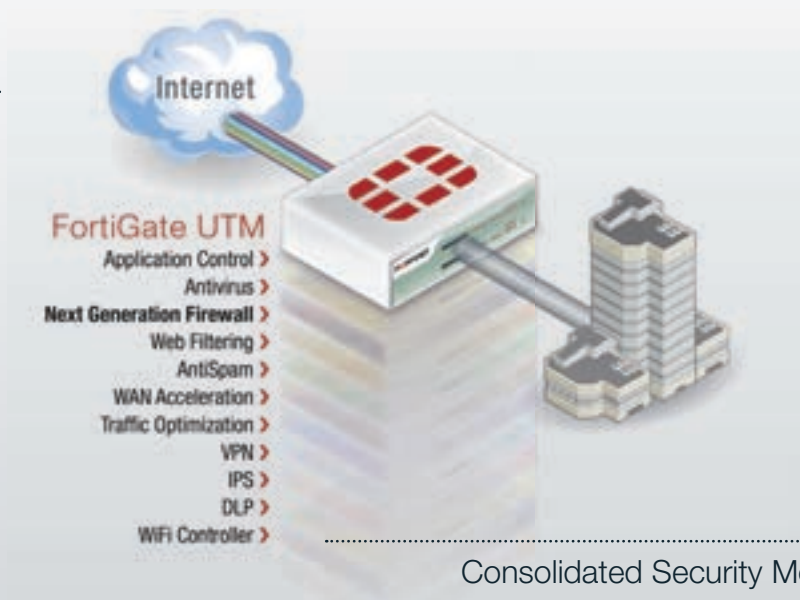 Internet
FortiGate UTM
Application Control ❯
Antivirus ❯
Next Generation Firewall ❯
Web Filtering ❯
AntiSpam ❯
WAN Acceleration ❯
Traffic Optimization ❯
VPN ❯
IPS ❯
DLP ❯
WiFi Controller ❯
Consolidated Security